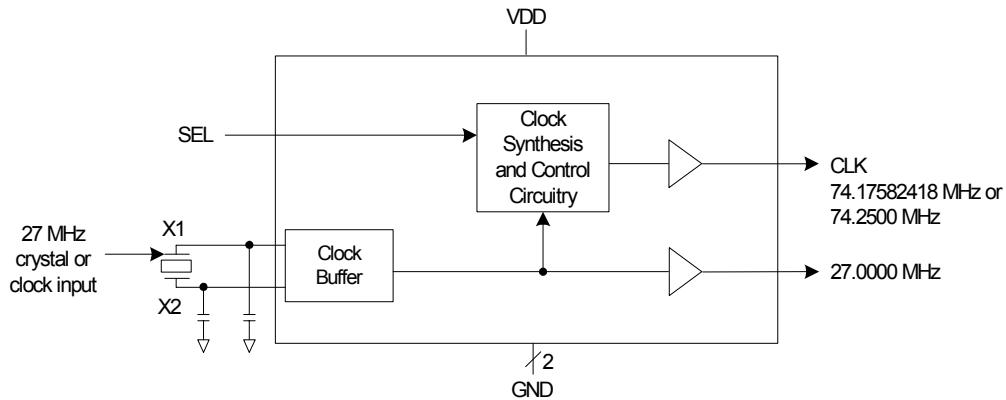 VDD
SEL
Clock
Synthesis
and Control
Circuitry
CLK
74.17582418 MHz or
74.2500 MHz
27 MHz
crystal or
clock input
X1
X2
Clock
Buffer
27.0000 MHz
2
GND